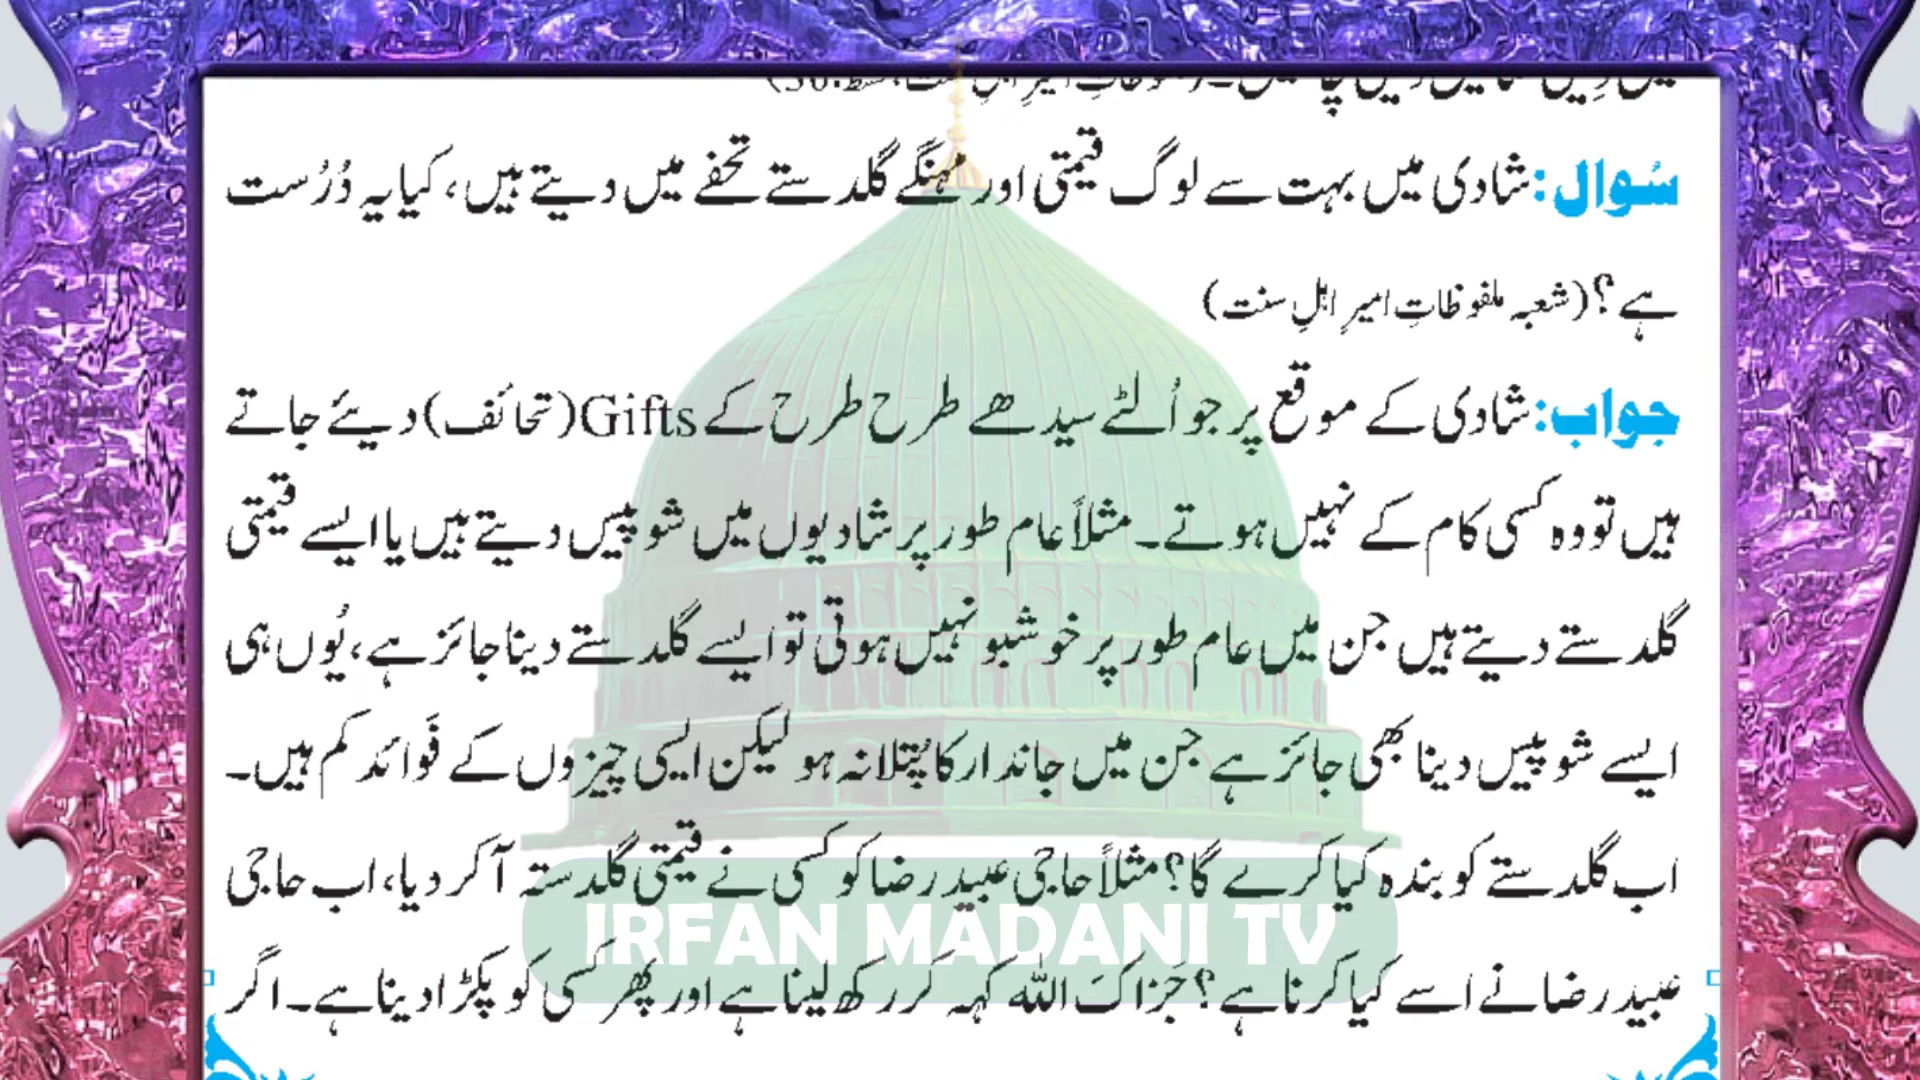 سُوال: شادی میں بہت سے لوگ قیمتی اور مہنگے گلدستے تحفے میں دیتے ہیں، کیا یہ دُرُست
ہے؟ (شعبہ ملفوظاتِ امیرِ اہلِ سنت)
جواب: شادی کے موقع پر جو اُلٹے سیدھے طرح طرح کے Gifts (تحائف) دیئے جاتے
ہیں تو وہ کسی کام کے نہیں ہوتے۔ مثلاً عام طور پر شادیوں میں شوپیس دیتے ہیں یا ایسے قیمتی
گلدستے دیتے ہیں جن میں عام طور پر خوشبو نہیں ہوتی تو ایسے گلدستے دینا جائز ہے، یُوں ہی
ایسے شوپیس دینا بھی جائز ہے جن میں جاندار کا پُتلا نہ ہو لیکن ایسی چیزوں کے فَوائد کم ہیں۔
اب گلدستے کو بندہ کیا کرے گا؟ مثلاً حاجی عبید رضا کو کسی نے قیمتی گلدستہ آکر دیا، اب حاجی
IRFAN MADANI TV
عبید رضا نے اسے کیا کرنا ہے؟ جَزاکَ اللہ کہہ کر رکھ لینا ہے اور پھر کسی کو پکڑا دینا ہے۔ اگر